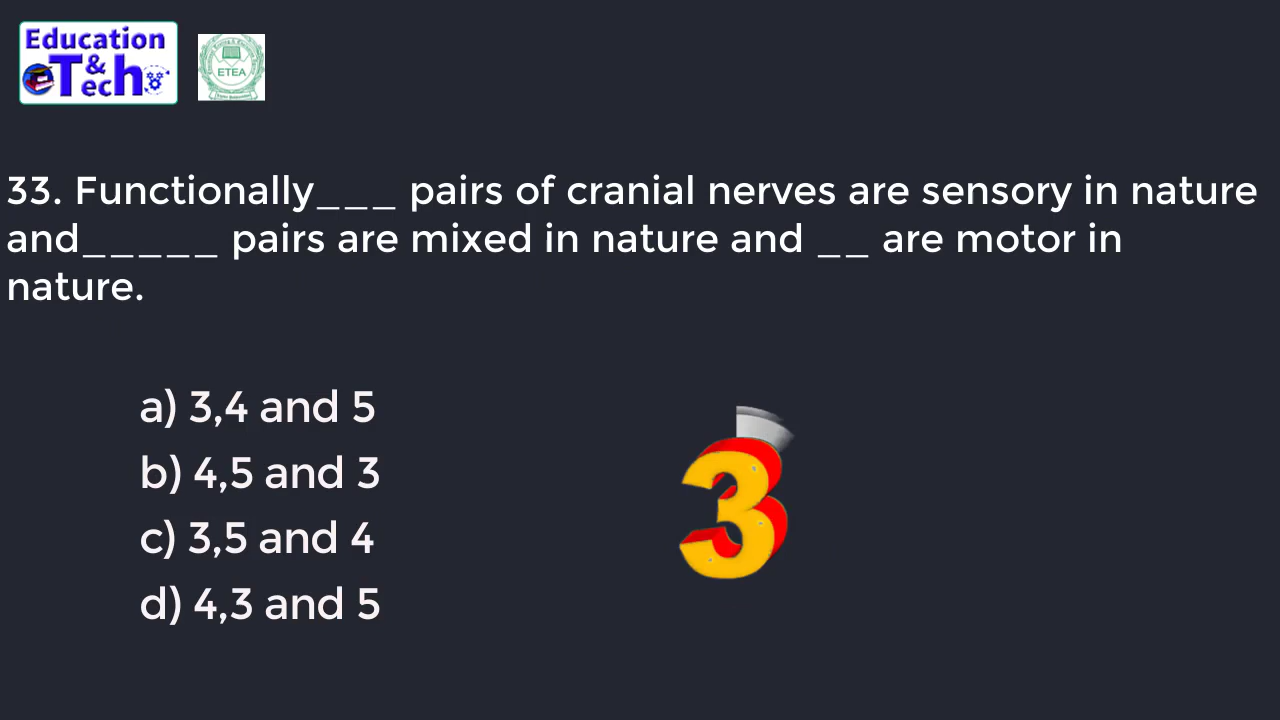 Education
&
Tech
ETEA
33. Functionally___ pairs of cranial nerves are sensory in nature
and_____ pairs are mixed in nature and __ are motor in
nature.
a) 3,4 and 5
b) 4,5 and 3
c) 3,5 and 4
d) 4,3 and 5
3